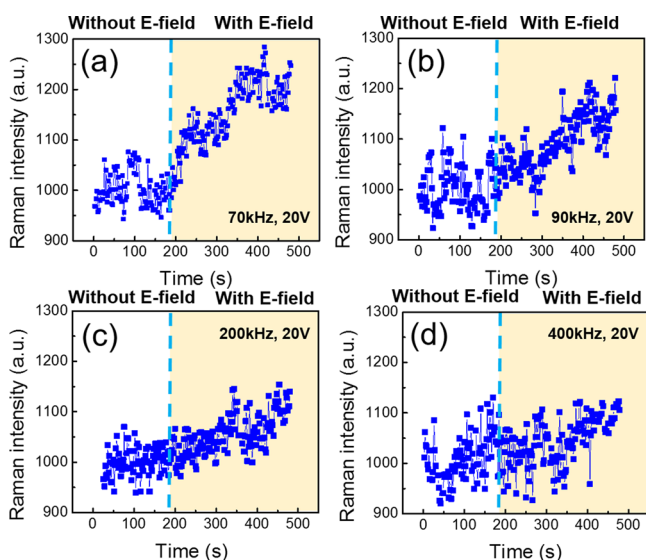 Without E-field With E-field
(a)
Raman intensity (a.u.)
1300
1200
1100
1000
900
70kHz, 20V
0 100 200 300 400 500
Time (s)
Without E-field With E-field
(b)
Raman intensity (a.u.)
1300
1200
1100
1000
900
90kHz, 20V
0 100 200 300 400 500
Time (s)
Without E-field With E-field
(c)
200kHz, 20V
Raman intensity (a.u.)
1300
1200
1100
1000
900
0 100 200 300 400 500
Time (s)
Without E-field With E-field
(d)
400kHz, 20V
Raman intensity (a.u.)
1300
1200
1100
1000
900
0 100 200 300 400 500
Time (s)